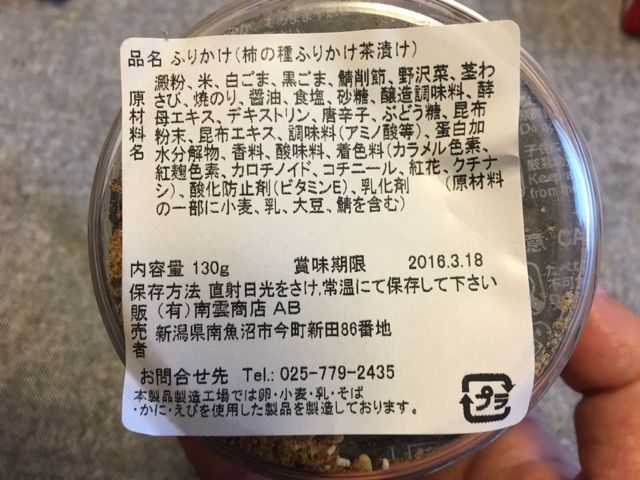 品名 ふりかけ(柿の種ふりかけ茶漬け)
原材料名
澱粉、米、白ごま、黒ごま、鯖削節、野沢菜、茎わ
さび、焼のり、醤油、食塩、砂糖、醸造調味料、酵
母エキストリン、デキストリン、唐辛子、ぶどう糖、昆布
粉末、昆布エキス、調味料(アミノ酸等)、蛋白加
水分解物、香料、酸味料、着色料(カラメル色素、
紅麹色素、カロチノイド、コチニール、紅花、クチナ
シ)、酸化防止剤(ビタミンE)、乳化剤 (原材料
の一部に小麦、乳、大豆、鯖を含む)
内容量 130g 賞味期限 2016.3.18
保存方法 直射日光をさけ,常温にて保存して下さい
販売者
(有)南雲商店 AB
新潟県南魚沼市今町新田86番地
お問合せ先 Tel.: 025-779-2435
本製品製造工場では卵・小麦・乳・そば
・かに・えびを使用した製品を製造しております。
プラ